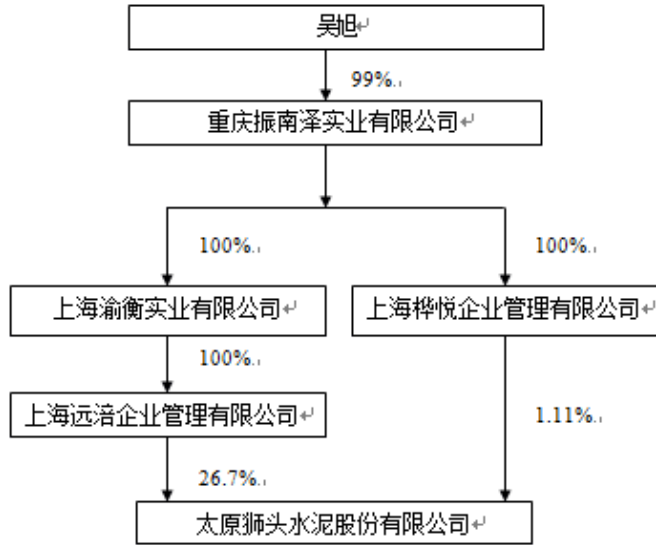 吴旭
99%
重庆振南泽实业有限公司
100%
100%
上海渝衡实业有限公司
上海桦悦企业管理有限公司
100%
上海远涪企业管理有限公司
1.11%
26.7%
太原狮头水泥股份有限公司